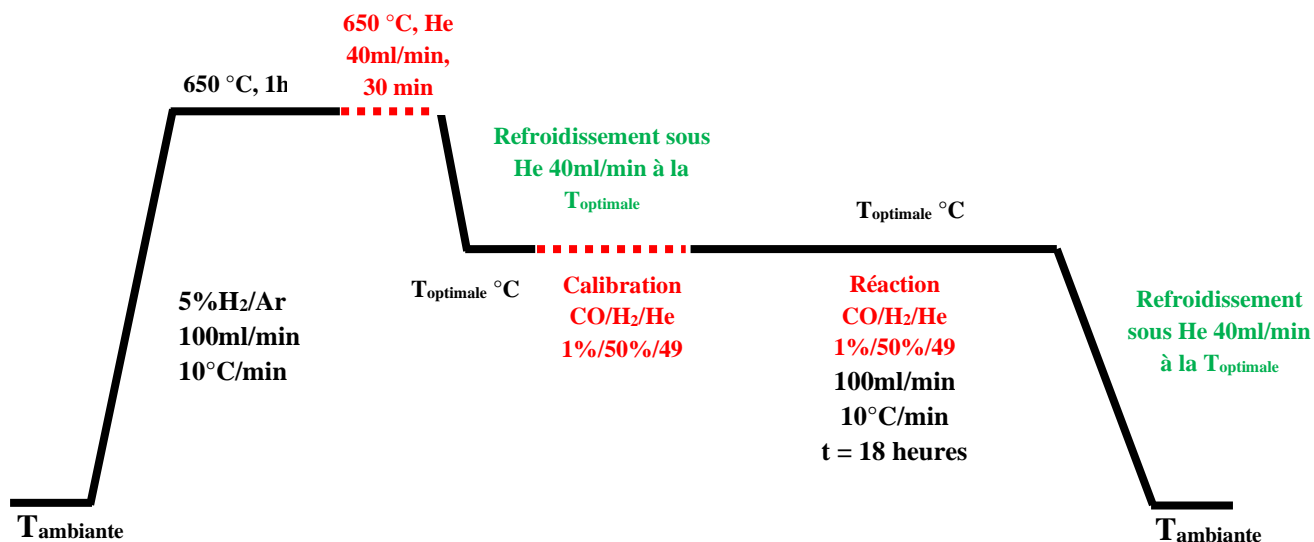 650 °C, He
40ml/min,
30 min
650 °C, 1h
Refroidissement sous
He 40ml/min à la
Toptimale
Toptimale °C
5%H₂/Ar
100ml/min
10°C/min
Toptimale °C
Calibration
CO/H₂/He
1%/50%/49
Réaction
CO/H₂/He
1%/50%/49
100ml/min
10°C/min
t = 18 heures
Refroidissement
sous He 40ml/min
à la Toptimale
Tambiante
Tambiante